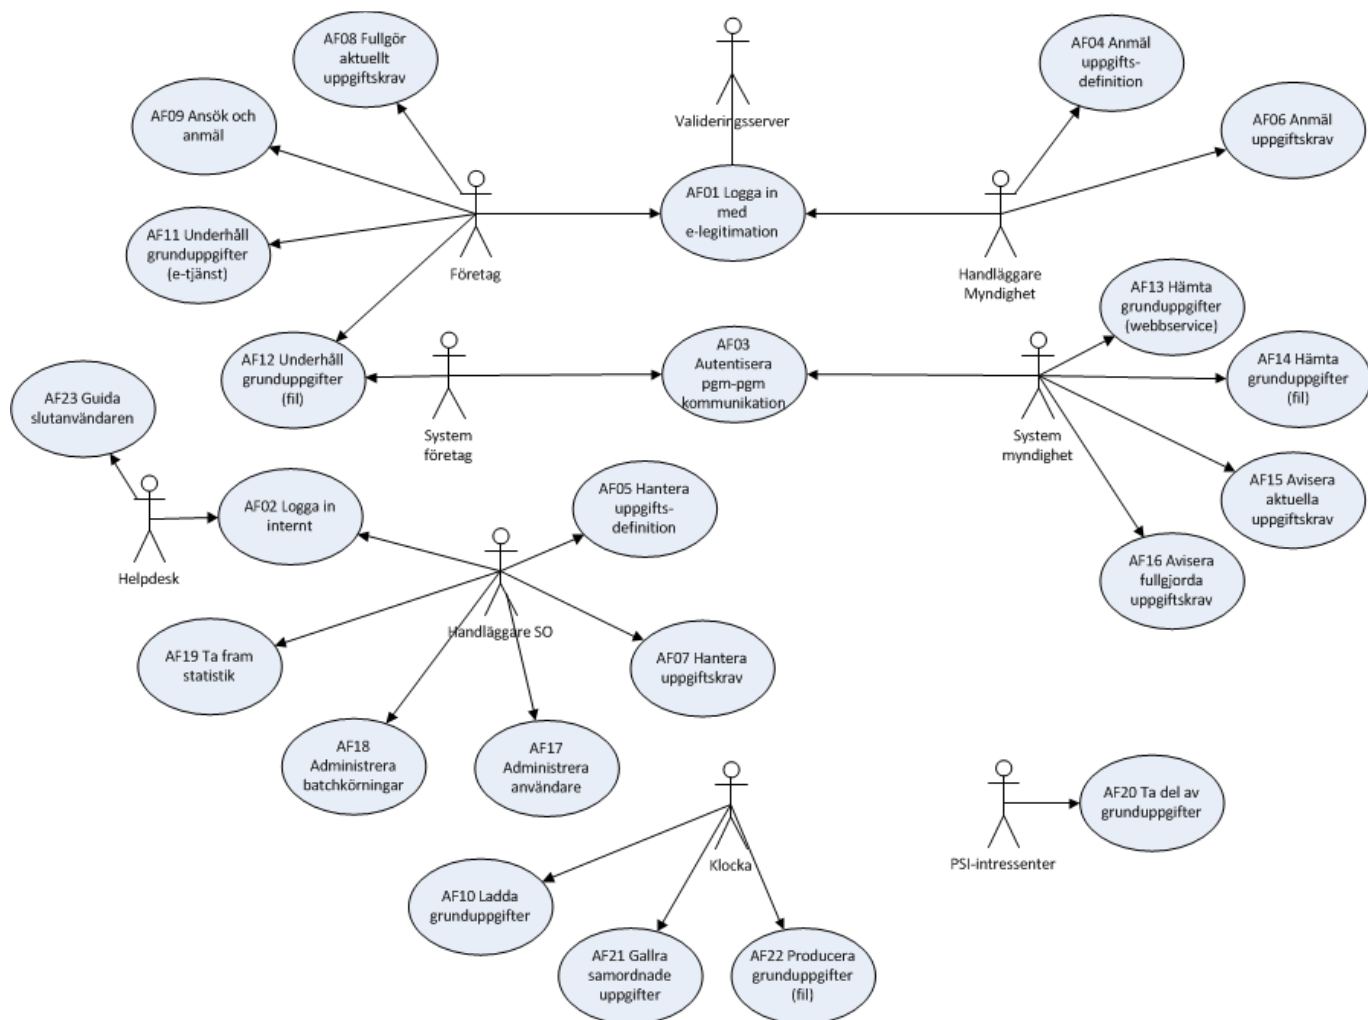 AF08 Fullgör
aktuellt
uppgiftskrav
AF04 Anmäl
uppgifts-
definition
AF09 Ansök och
anmäl
Valideringsserver
AF06 Anmäl
uppgiftskrav
AF01 Logga in
med
e-legitimation
AF11 Underhåll
grunduppgifter
(e-tjänst)
Företag
Handläggare
Myndighet
AF13 Hämta
grunduppgifter
(webbservice)
AF12 Underhåll
grunduppgifter
(fil)
AF03
Autentisera
pgm-pgm
kommunikation
AF14 Hämta
grunduppgifter
(fil)
AF23 Guida
slutanvändaren
System
företag
System
myndighet
AF02 Logga in
internt
AF05 Hantera
uppgifts-
definition
AF15 Avisera
aktuella
uppgiftskrav
Helpdesk
AF16 Avisera
fullgjorda
uppgiftskrav
Handläggare SO
AF19 Ta fram
statistik
AF07 Hantera
uppgiftskrav
AF18
Administrera
batchkörningar
AF17
Administrera
användare
AF20 Ta del av
grunduppgifter
Klocka
PSI-intressenter
AF10 Ladda
grunduppgifter
AF21 Gallra
samordnade
uppgifter
AF22 Producera
grunduppgifter
(fil)